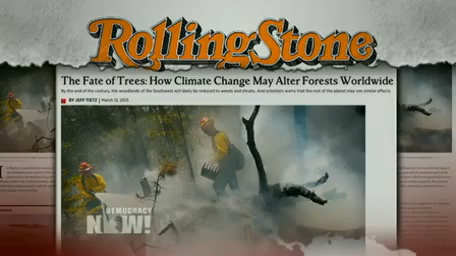 RollingStone
The Fate of Trees: How Climate Change May Alter Forests Worldwide
By the end of the century, the woodlands of the Southwest will likely be reduced to weeds and shrubs. And scientists worry that the rest of the planet may see similar effects
BY JEFF TIETZ | March 12, 2015
DEMOCRACY
NOW!